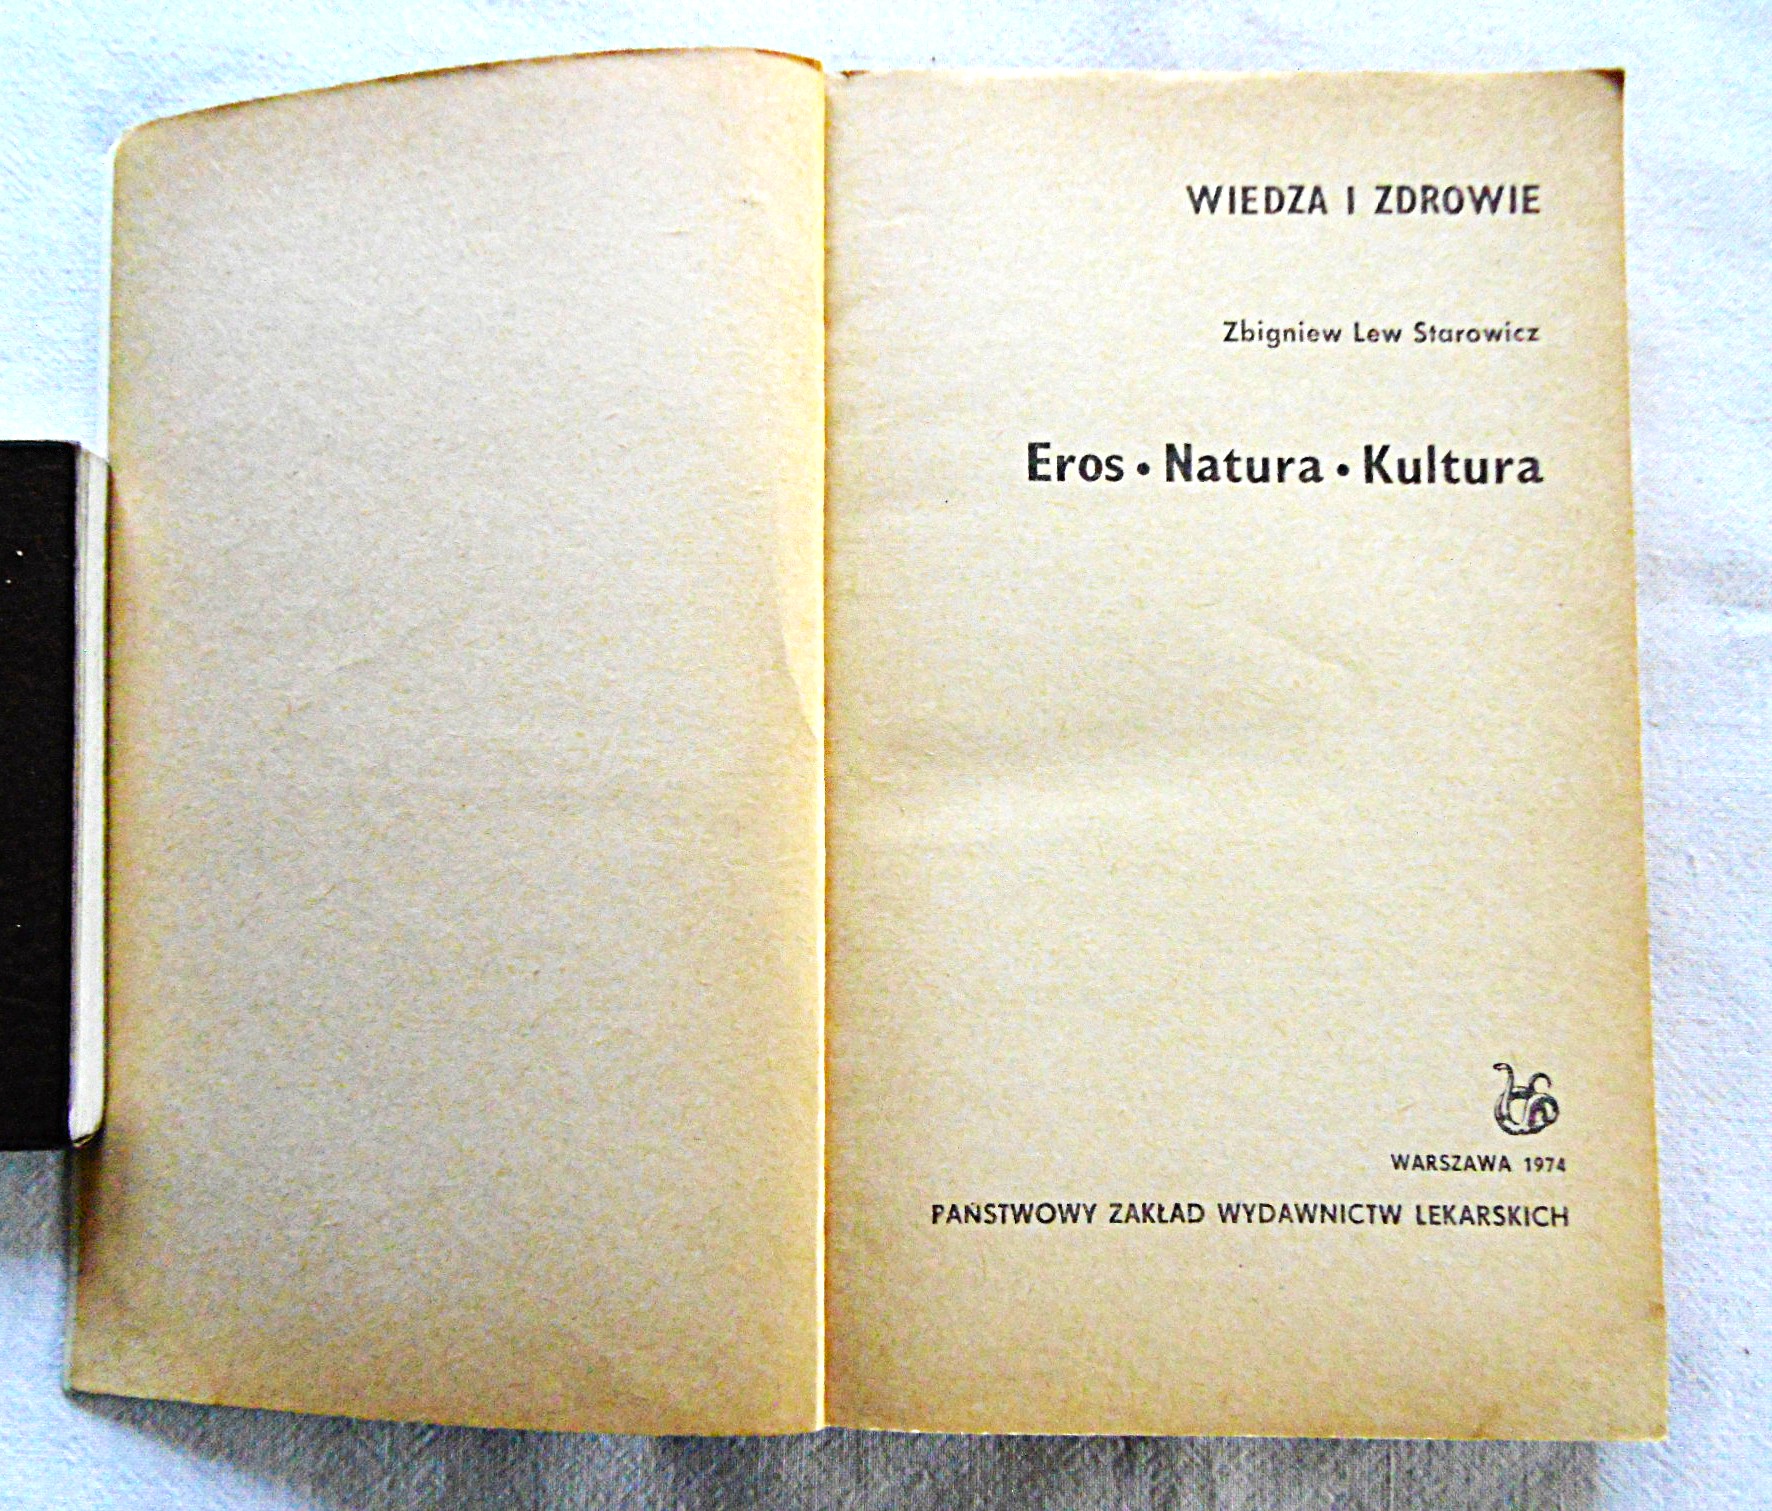 WIEDZA I ZDROWIE
Zbigniew Lew Starowicz
Eros • Natura • Kultura
WARSZAWA 1974
PAŃSTWOWY ZAKŁAD WYDAWNICTW LEKARSKICH